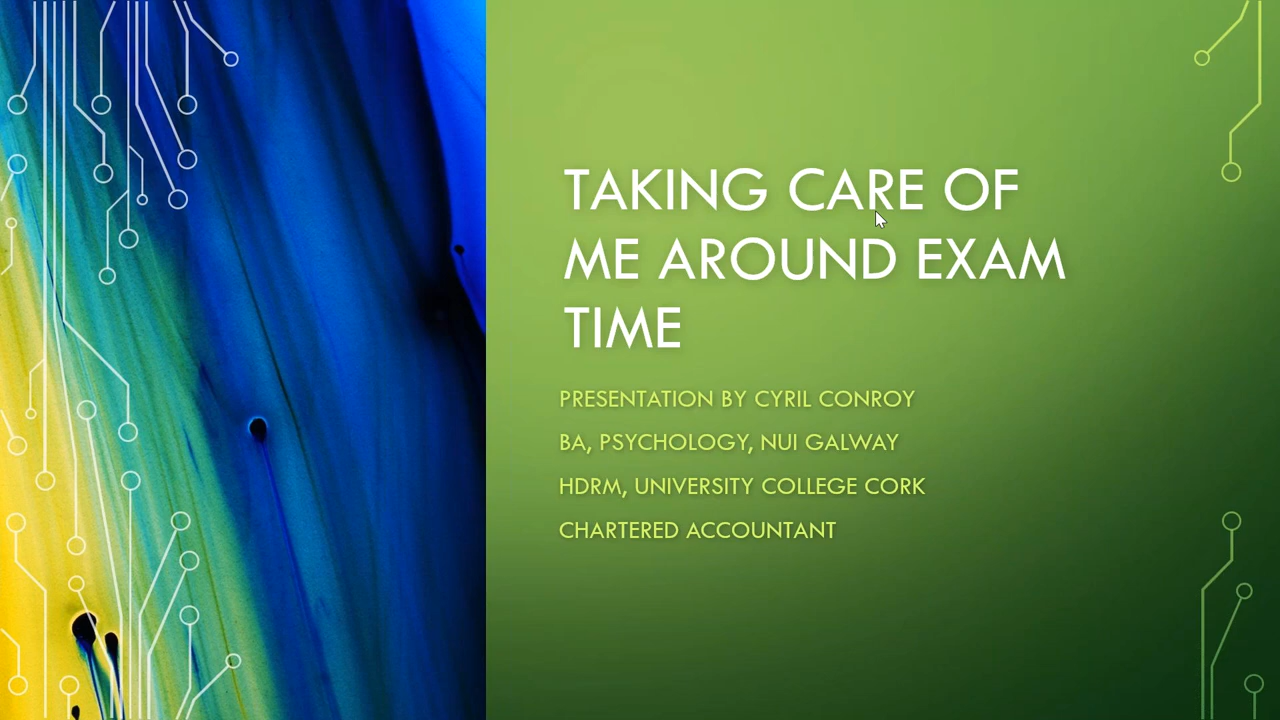 TAKING CARE OF
ME AROUND EXAM
TIME
PRESENTATION BY CYRIL CONROY
BA, PSYCHOLOGY, NUI GALWAY
HDRM, UNIVERSITY COLLEGE CORK
CHARTERED ACCOUNTANT